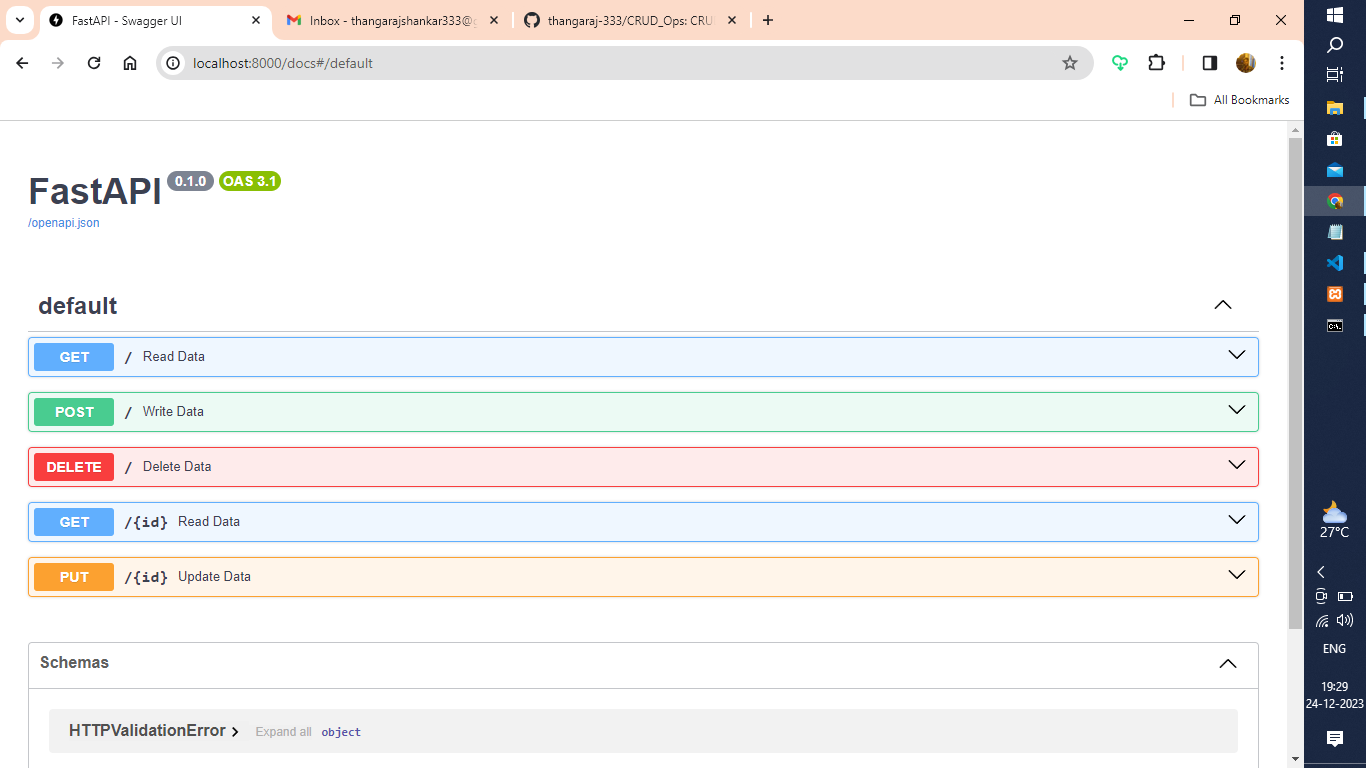 FastAPI - Swagger UI
Inbox - thangarajshankar333@g
thangaraj-333/CRUD_Ops: CRU
localhost:8000/docs#/default
All Bookmarks
FastAPI 0.1.0 OAS 3.1
/openapi.json
default
GET / Read Data
POST / Write Data
DELETE / Delete Data
GET /{id} Read Data
PUT /{id} Update Data
Schemas
HTTPValidationError Expand all object
27°C
ENG
19:29
24-12-2023